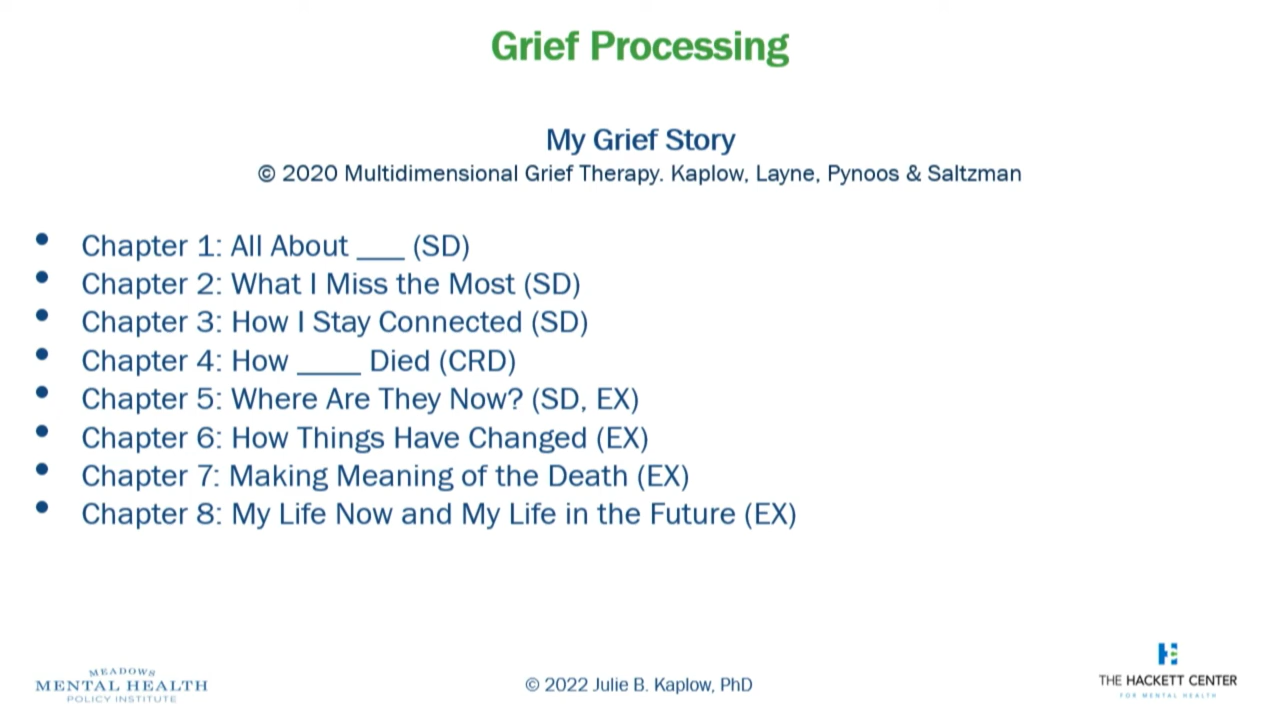 Grief Processing
My Grief Story
© 2020 Multidimensional Grief Therapy. Kaplow, Layne, Pynoos & Saltzman
• Chapter 1: All About ___ (SD)
• Chapter 2: What I Miss the Most (SD)
• Chapter 3: How I Stay Connected (SD)
• Chapter 4: How ____ Died (CRD)
• Chapter 5: Where Are They Now? (SD, EX)
• Chapter 6: How Things Have Changed (EX)
• Chapter 7: Making Meaning of the Death (EX)
• Chapter 8: My Life Now and My Life in the Future (EX)
MEADOWS
MENTAL HEALTH
POLICY INSTITUTE
© 2022 Julie B. Kaplow, PhD
THE HACKETT CENTER
FOR MENTAL HEALTH